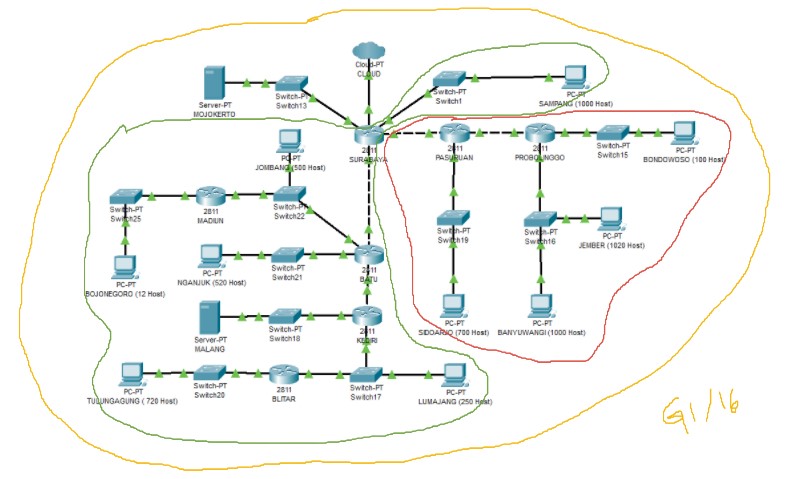 Cloud-PT
CLOUD
Server-PT
MOJOKERTO
Switch-PT
Switch13
Switch-PT
Switch1
PC-PT
SAMPANG (1000 Host)
2811
SURABAYA
2811
PASURUAN
2811
PROBOLINGGO
Switch-PT
Switch15
PC-PT
BONDOWOSO (100 Host)
PC-PT
JOMBANG (500 Host)
Switch-PT
Switch25
2811
MADIUN
Switch-PT
Switch22
Switch-PT
Switch19
Switch-PT
Switch16
PC-PT
JEMBER (1020 Host)
PC-PT
BOJONEGORO (12 Host)
PC-PT
NGANJUK (520 Host)
Switch-PT
Switch21
2811
BATU
Server-PT
MALANG
Switch-PT
Switch18
2811
KEDIRI
PC-PT
SIDOARJO (700 Host)
PC-PT
BANYUWANGI (1000 Host)
PC-PT
TULUNGAGUNG ( 720 Host)
Switch-PT
Switch20
2811
BLITAR
Switch-PT
Switch17
PC-PT
LUMAJANG (250 Host)
G1/16